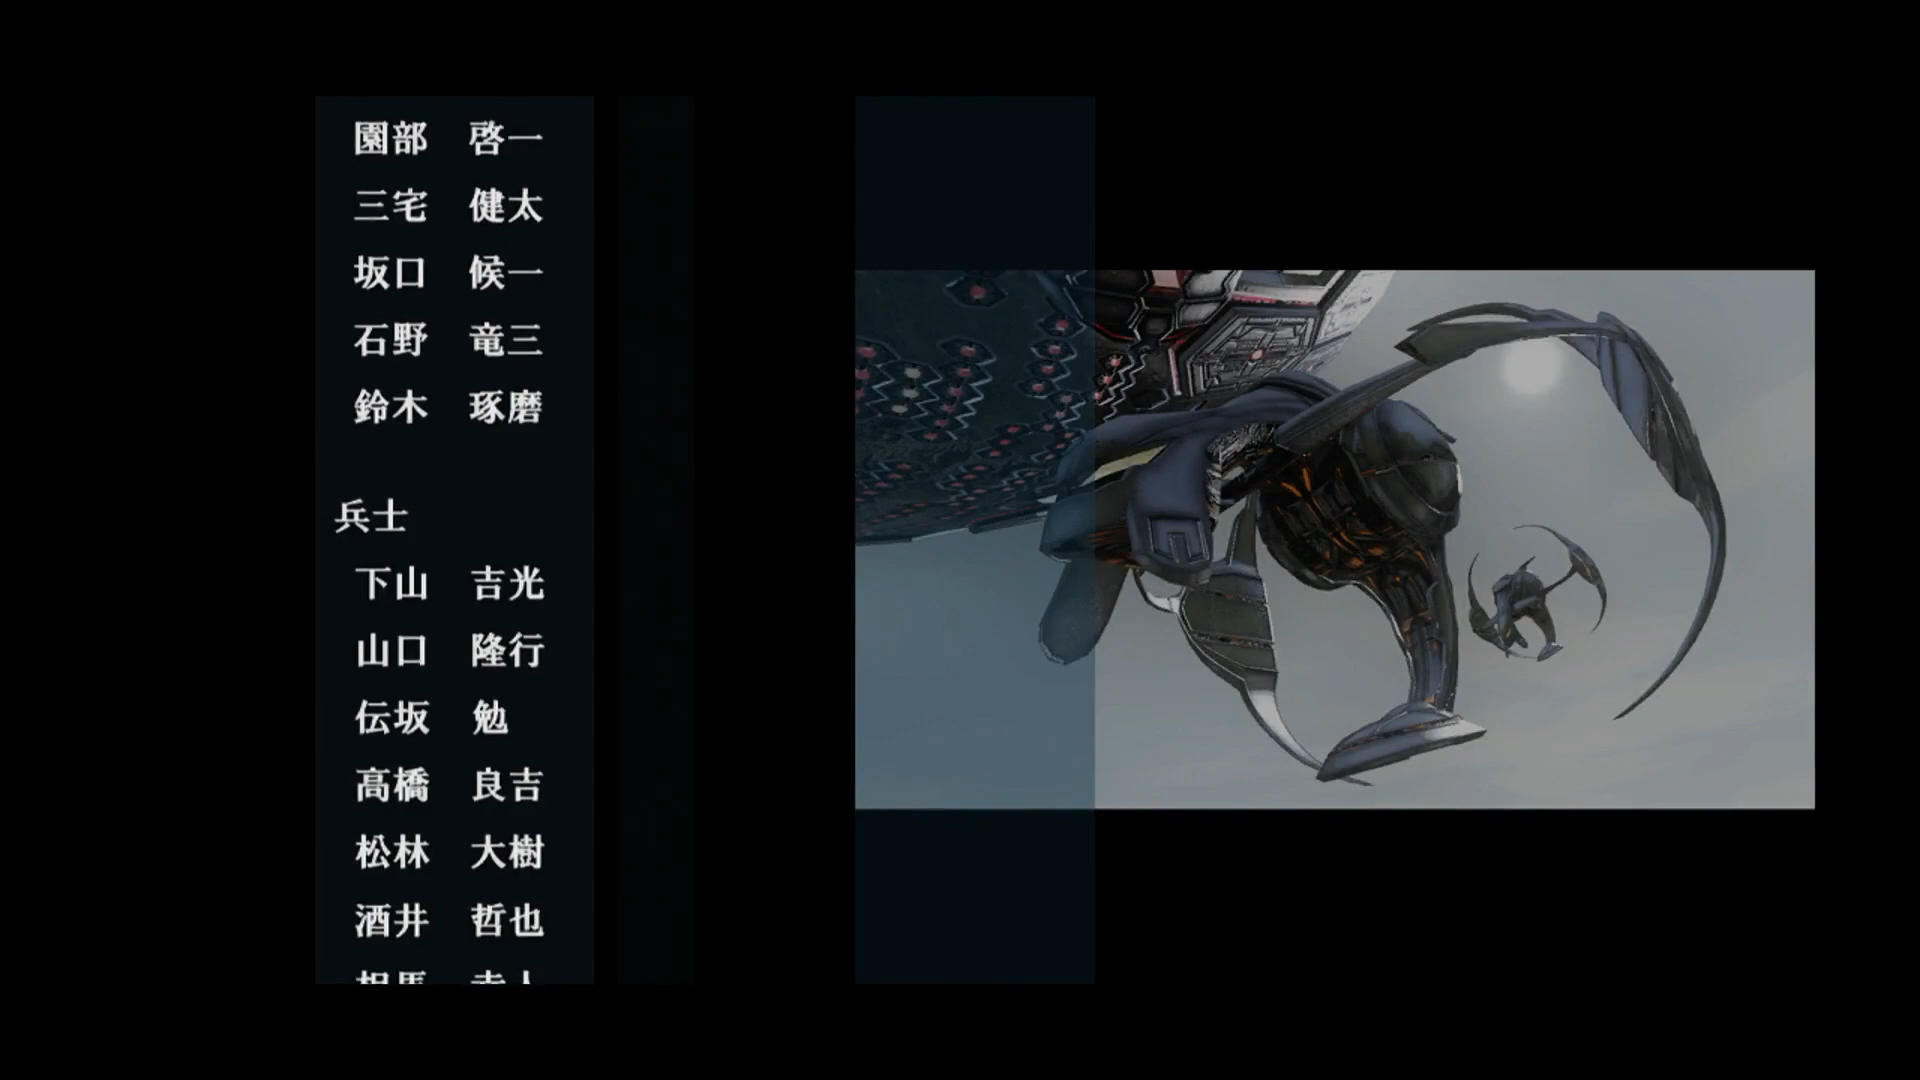 園部　啓一
三宅　健太
坂口　候一
石野　竜三
鈴木　琢磨
兵士
下山　吉光
山口　隆行
伝坂　勉
高橋　良吉
松林　大樹
酒井　哲也